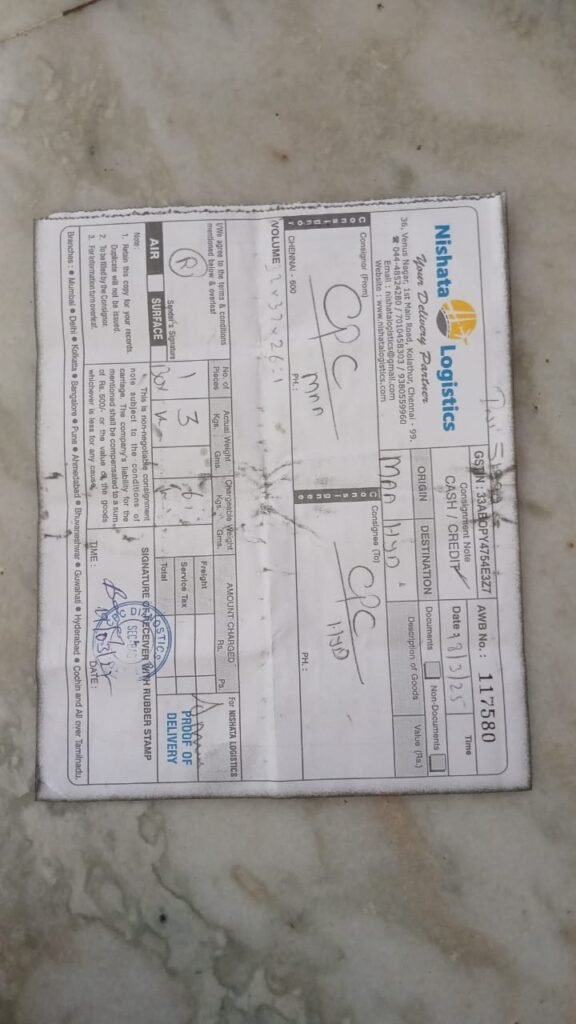 Nishata Logistics
Your Delivery Partner
36, Venus Nagar, 1st Main Road, Kolathur, Chennai - 99.
☎ 044-48524280 / 7010458303 / 9380559960
Email : nishatalogistics@gmail.com
Website : www.nishatalogistics.com
GSTIN : 33ABOPY4754E3Z7
AWB No. : 117580
Consignment Note
CASH / CREDIT
Date 18/3/25
Time
ORIGIN
DESTINATION
Documents
Non-Documents
MAA
HYD
Description of Goods
Value (Rs.)
Consignor
Consignor (From)
CPC
MAA
CHENNAI - 600
PH.:
Consignee
Consignee (To)
CPC
HYD
PH.:
VOLUME
I/We agree to the terms & conditions
mentioned below & overleaf
No. of
Pieces
Actual Weight
Kgs. Gms.
Chargeable Weight
Kgs. Gms.
AMOUNT CHARGED
Rs. Ps.
For NISHATA LOGISTICS
R
Sender's Signature
1
3
Freight
Service Tax
Total
PROOF OF
DELIVERY
AIR
SURFACE
Box
Note:
1. Retain this copy for your records.
Duplicate will not be issued
2. To be filled by the Consignor.
3. For information turn overleaf.
This is non-negotiable consignment
note subject to the conditions of
carriage. The company's liability for the
mentioned shall be compensated to a sum
of Rs. 500/- or the value of the goods
whichever is less for any cause.
SIGNATURE OF RECEIVER WITH RUBBER STAMP
TIME :
DATE :
Branches : ● Mumbai ● Delhi ● Kolkatta ● Bangalore ● Pune ● Ahmedabad ● Bhuvaneshwar ● Guwahati ● Hyderabad ● Cochin and All over Tamilnadu.